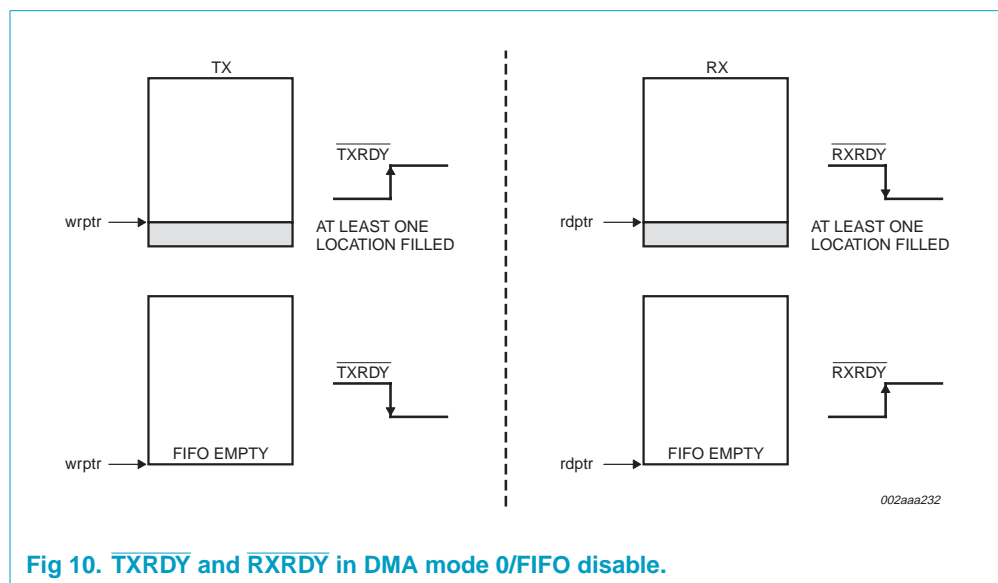 TX
TXRDY
wrptr
AT LEAST ONE
LOCATION FILLED
TXRDY
FIFO EMPTY
wrptr
RX
RXRDY
rdptr
AT LEAST ONE
LOCATION FILLED
RXRDY
FIFO EMPTY
rdptr
002aaa232
Fig 10. TXRDY and RXRDY in DMA mode 0/FIFO disable.